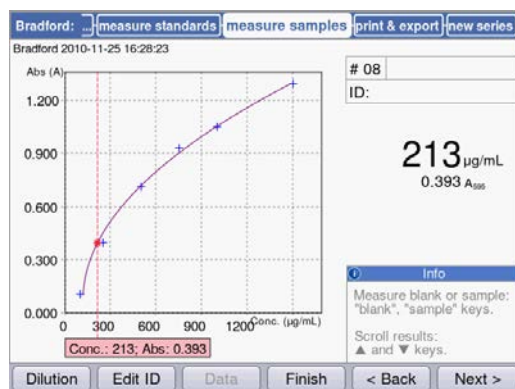 Bradford: ... measure standards measure samples print & export new series
Bradford 2010-11-25 16:28:23
Abs (A)
# 08
ID:
1.200
0.900
0.600
0.300
0.000
213 µg/mL
0.393 A₅₉₅
0 300 600 900 1200 Conc. (µg/mL)
Conc.: 213; Abs: 0.393
Info
Measure blank or sample:
"blank", "sample" keys.
Scroll results:
▲ and ▼ keys.
Dilution Edit ID Data Finish < Back Next >